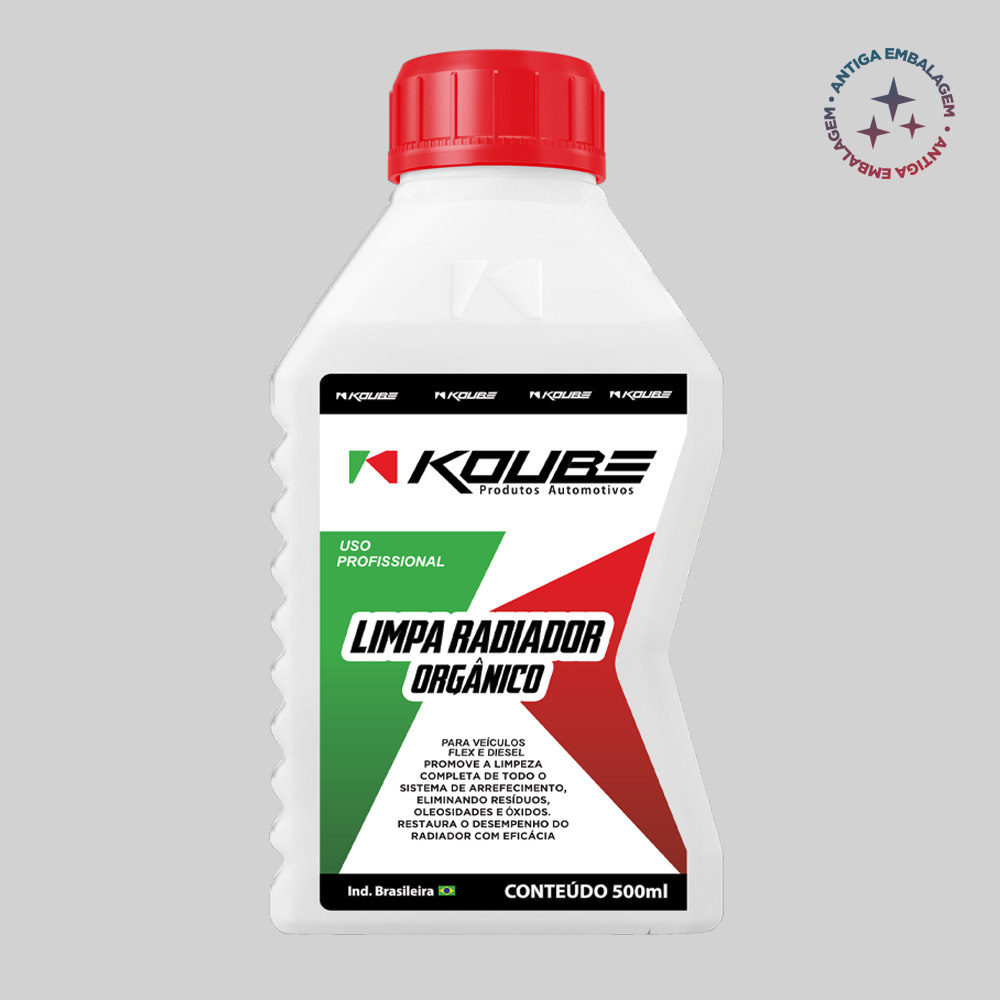 • ANTIGA EMBALAGEM • ANTIGA EMBALAGEM
KOUBE KOUBE KOUBE KOUBE
KOUBE
Produtos Automotivos
USO
PROFISSIONAL
LIMPA RADIADOR
ORGÂNICO
PARA VEÍCULOS
FLEX E DIESEL
PROMOVE A LIMPEZA
COMPLETA DE TODO O
SISTEMA DE ARREFECIMENTO,
ELIMINANDO RESÍDUOS,
OLEOSIDADES E ÓXIDOS.
RESTAURA O DESEMPENHO DO
RADIADOR COM EFICÁCIA
Ind. Brasileira CONTEÚDO 500ml